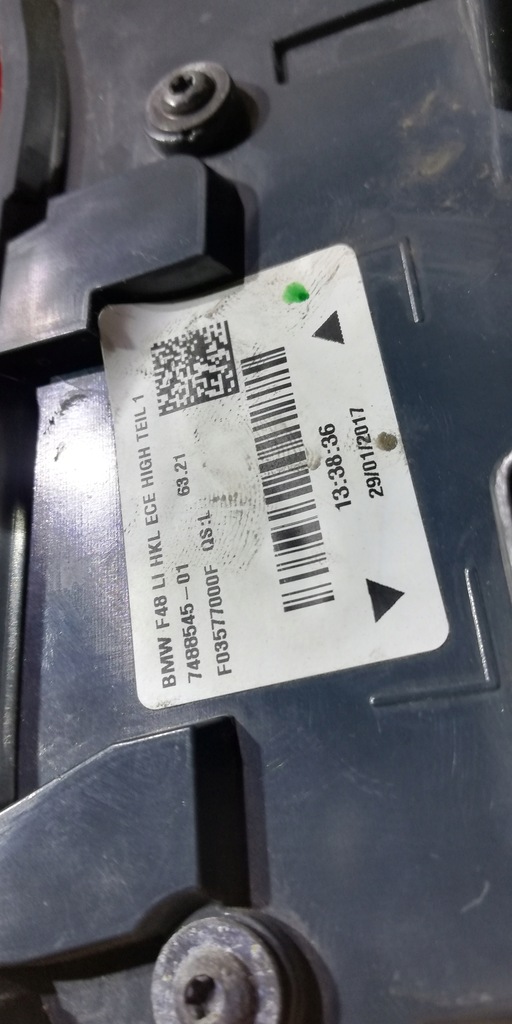 BMW F48 LI HKL ECE HIGH TEIL 1
7488545-01 63.21
F03577000F QS:L
13:38:36
29/01/2017